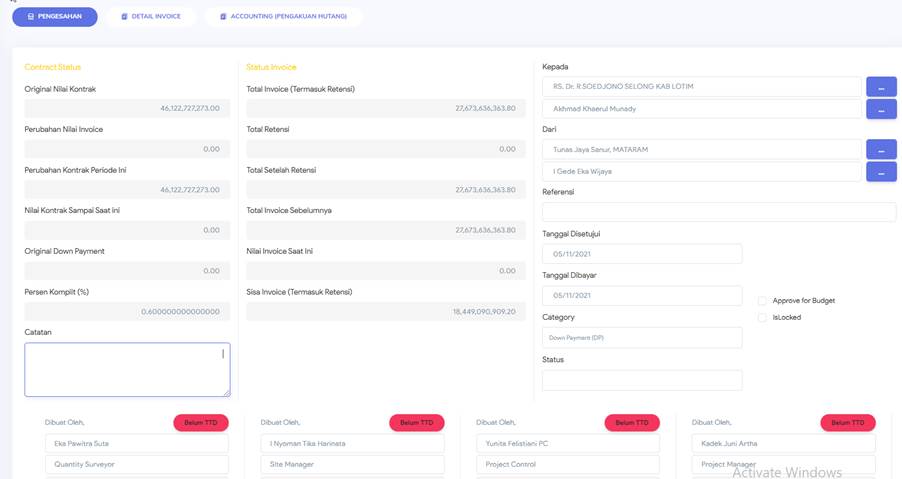 PENGESAHAN
DETAIL INVOICE
ACCOUNTING (PENGAKUAN HUTANG)
Contract Status
Original Nilai Kontrak
46,122,727,273.00
Perubahan Nilai Invoice
0.00
Perubahan Kontrak Periode Ini
46,122,727,273.00
Nilai Kontrak Sampai Saat ini
0.00
Original Down Payment
0.00
Persen Komplit (%)
0.600000000000000
Catatan
Status Invoice
Total Invoice (Termasuk Retensi)
27,673,636,363.80
Total Retensi
0.00
Total Setelah Retensi
27,673,636,363.80
Total Invoice Sebelumnya
27,673,636,363.80
Nilai Invoice Saat Ini
0.00
Sisa Invoice (Termasuk Retensi)
18,449,090,909.20
Kepada
RS. Dr. R.SOEDJONO SELONG KAB LOTIM
...
Akhmad Khaerul Munady
...
Dari
Tunas Jaya Sanur, MATARAM
...
I Gede Eka Wijaya
...
Referensi
Tanggal Disetujui
05/11/2021
Tanggal Dibayar
05/11/2021
Category
Down Payment (DP)
Status
Approve for Budget
IsLocked
Dibuat Oleh,
Belum TTD
Eka Pawitra Suta
Quantity Surveyor
Dibuat Oleh,
Belum TTD
I Nyoman Tika Harinata
Site Manager
Dibuat Oleh,
Belum TTD
Yunita Felistiani PC
Project Control
Dibuat Oleh,
Belum TTD
Kadek Juni Artha
Project Manager
Activate Windows